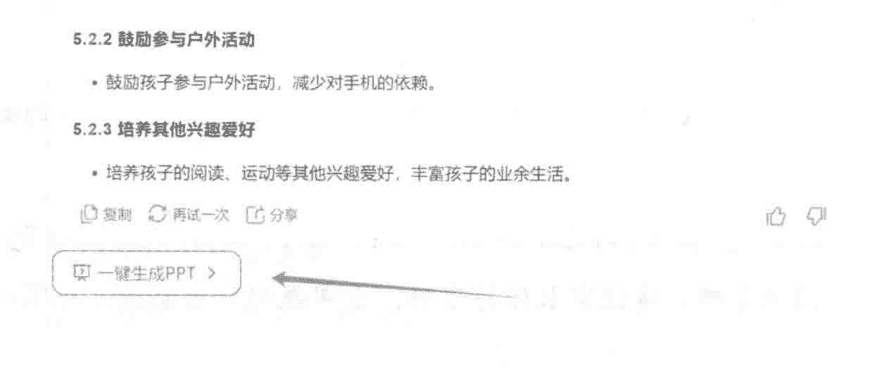 5.2.2 鼓励参与户外活动
• 鼓励孩子参与户外活动，减少对手机的依赖。
5.2.3 培养其他兴趣爱好
• 培养孩子的阅读、运动等其他兴趣爱好，丰富孩子的业余生活。
复制 再试一次 分享
一键生成PPT >